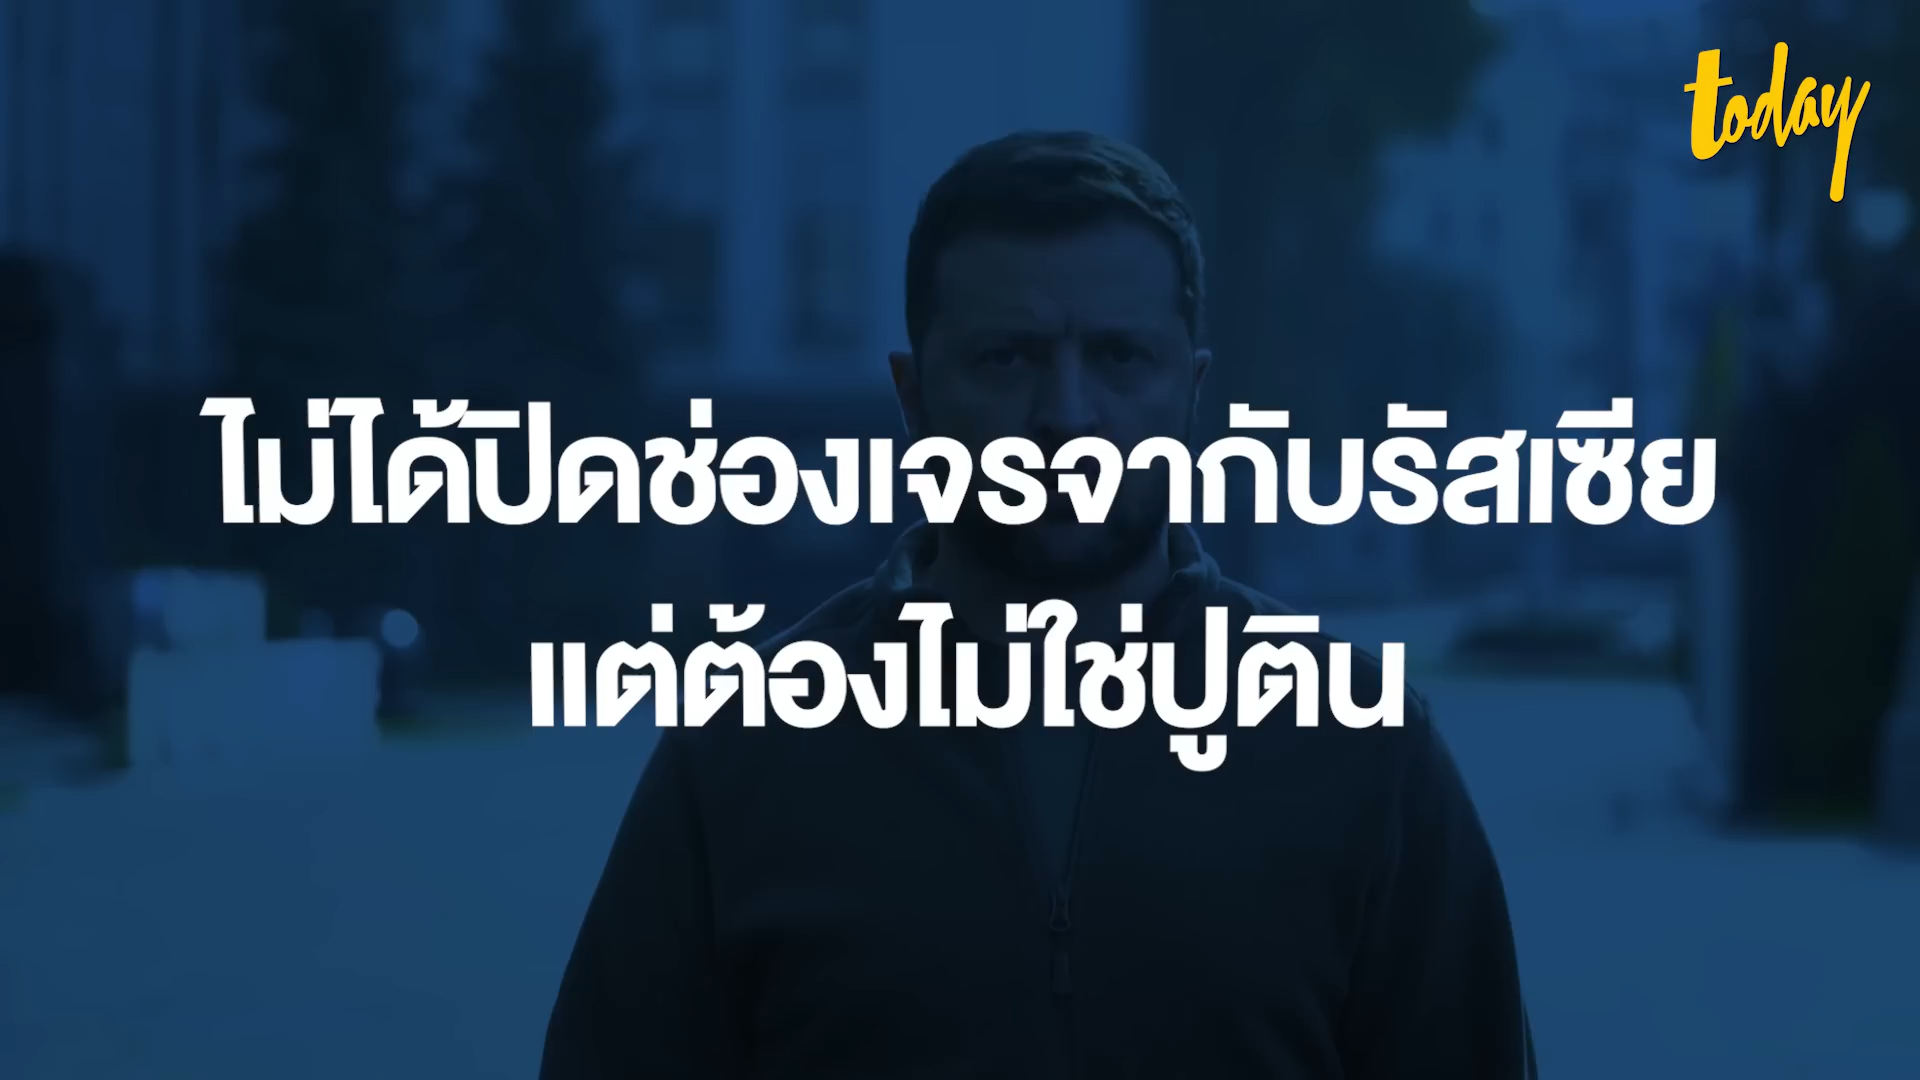 today
ไม่ได้ปิดช่องเจรจากับรัสเซีย
แต่ต้องไม่ใช่ปูติน